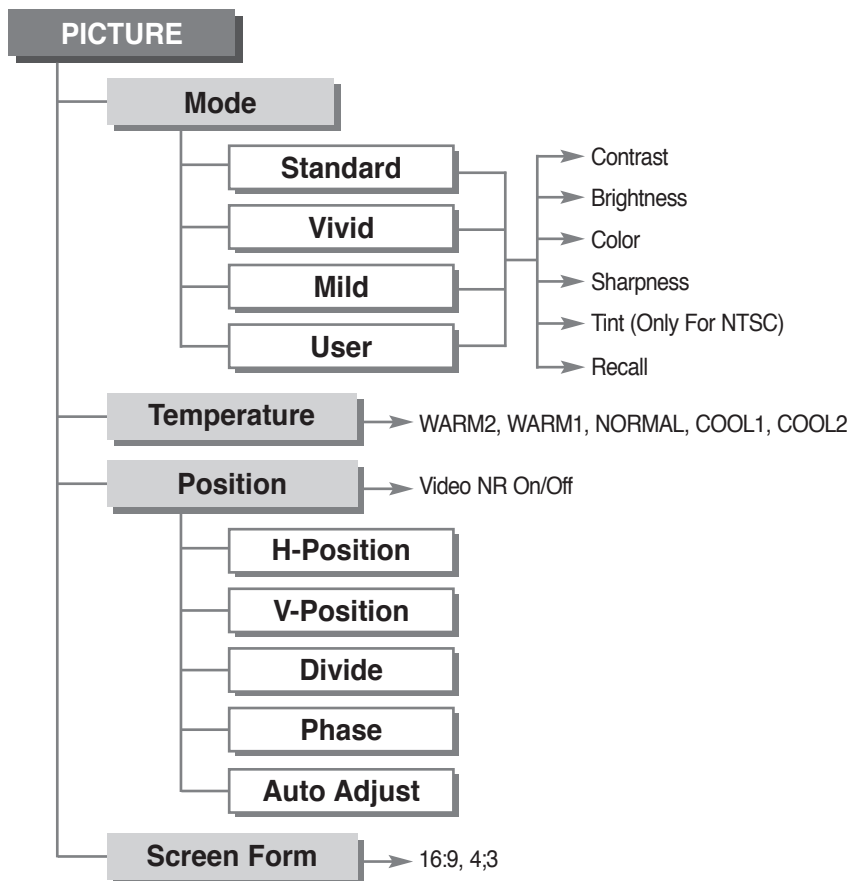 PICTURE
Mode
Standard
Vivid
Mild
User
Contrast
Brightness
Color
Sharpness
Tint (Only For NTSC)
Recall
Temperature
WARM2, WARM1, NORMAL, COOL1, COOL2
Position
Video NR On/Off
H-Position
V-Position
Divide
Phase
Auto Adjust
Screen Form
16:9, 4;3